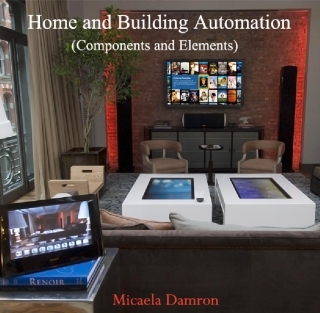 Home and Building Automation
(Components and Elements)
RENOIR
Micaela Damron